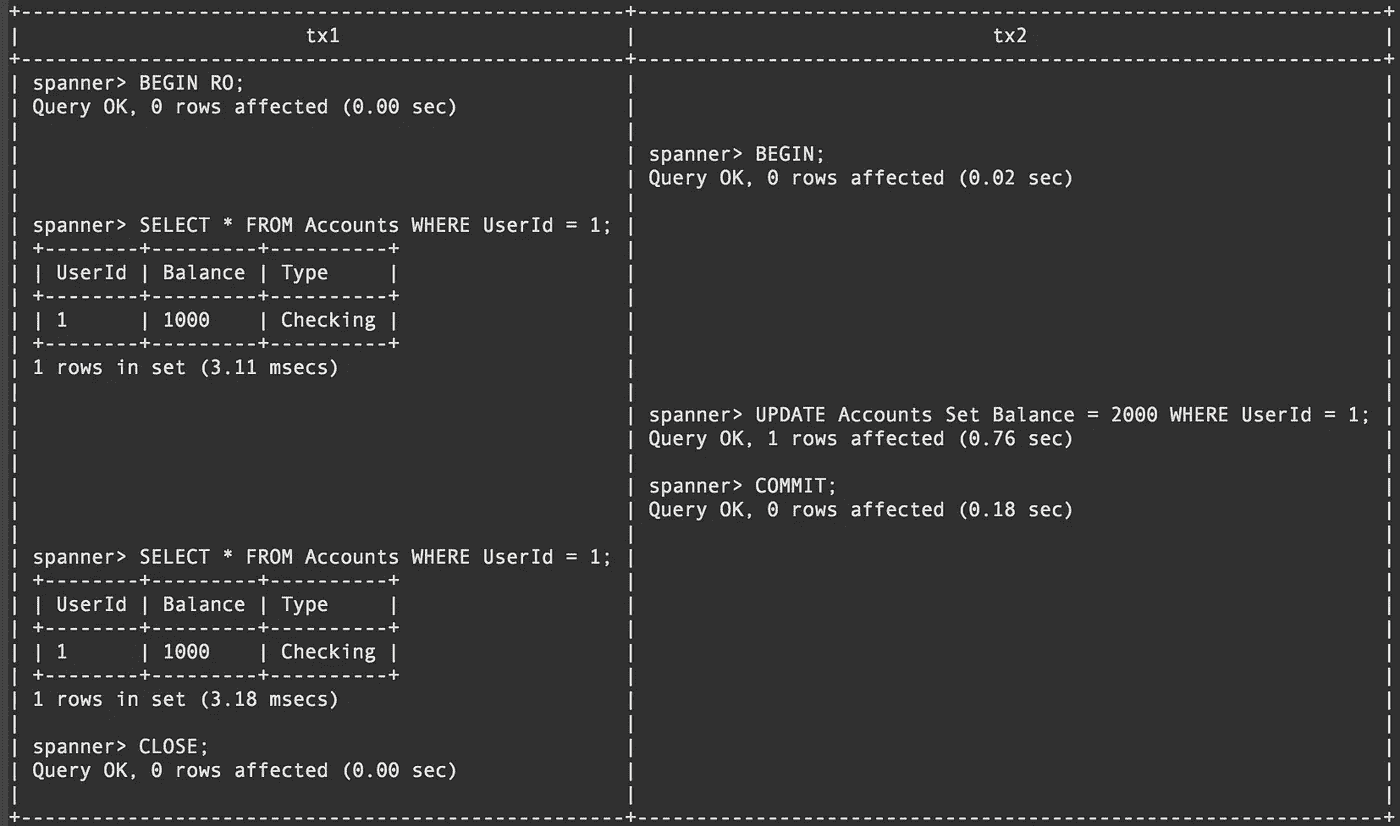 +---------------------------------------------------+---------------------------------------------------------------+
| tx1 | tx2 |
+---------------------------------------------------+---------------------------------------------------------------+
spanner> BEGIN RO;
Query OK, 0 rows affected (0.00 sec)
spanner> BEGIN;
Query OK, 0 rows affected (0.02 sec)
spanner> SELECT * FROM Accounts WHERE UserId = 1;
+--------+---------+----------+
| UserId | Balance | Type     |
+--------+---------+----------+
| 1      | 1000    | Checking |
+--------+---------+----------+
1 rows in set (3.11 msecs)
spanner> UPDATE Accounts Set Balance = 2000 WHERE UserId = 1;
Query OK, 1 rows affected (0.76 sec)
spanner> COMMIT;
Query OK, 0 rows affected (0.18 sec)
spanner> SELECT * FROM Accounts WHERE UserId = 1;
+--------+---------+----------+
| UserId | Balance | Type     |
+--------+---------+----------+
| 1      | 1000    | Checking |
+--------+---------+----------+
1 rows in set (3.18 msecs)
spanner> CLOSE;
Query OK, 0 rows affected (0.00 sec)
+---------------------------------------------------+---------------------------------------------------------------+